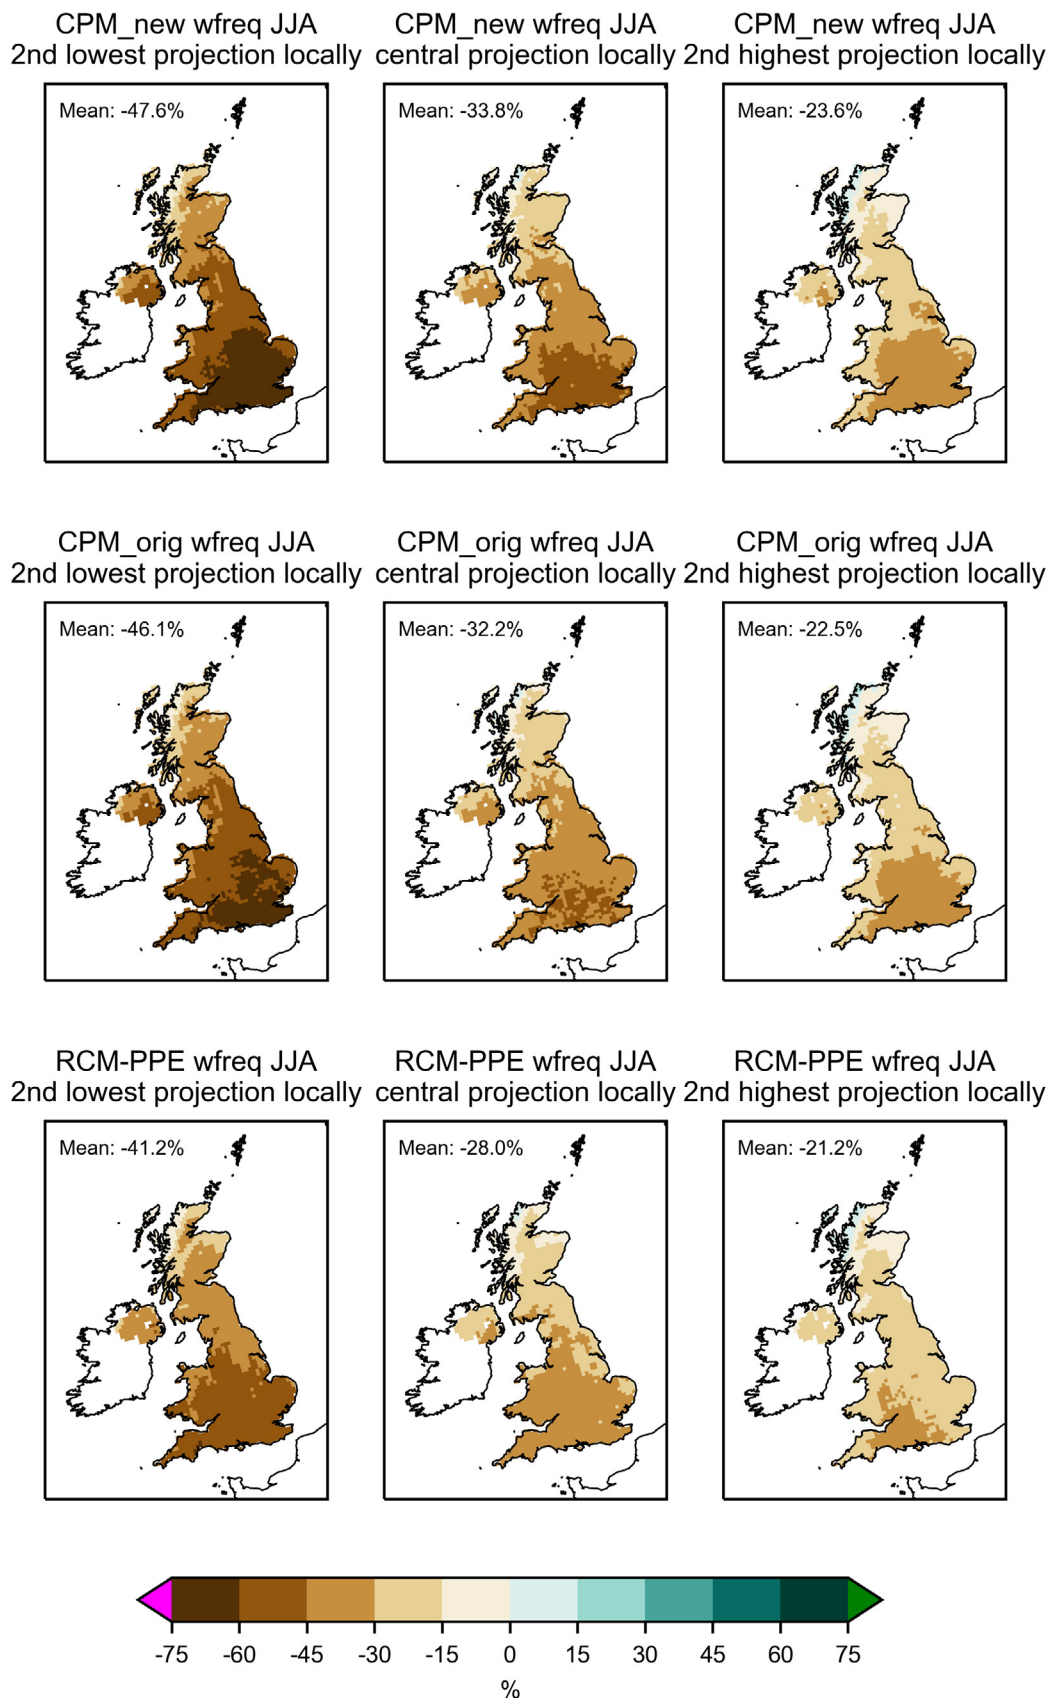 CPM_new wfreq JJA
2nd lowest projection locally
CPM_new wfreq JJA
central projection locally
CPM_new wfreq JJA
2nd highest projection locally
Mean: -47.6%
Mean: -33.8%
Mean: -23.6%
CPM_orig wfreq JJA
2nd lowest projection locally
CPM_orig wfreq JJA
central projection locally
CPM_orig wfreq JJA
2nd highest projection locally
Mean: -46.1%
Mean: -32.2%
Mean: -22.5%
RCM-PPE wfreq JJA
2nd lowest projection locally
RCM-PPE wfreq JJA
central projection locally
RCM-PPE wfreq JJA
2nd highest projection locally
Mean: -41.2%
Mean: -28.0%
Mean: -21.2%
-75 -60 -45 -30 -15 0 15 30 45 60 75
%